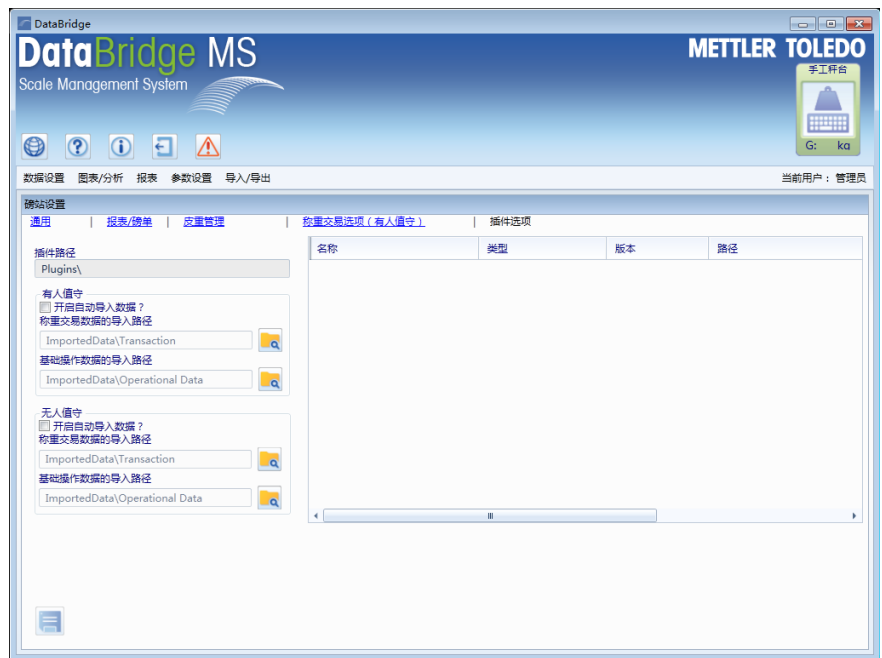 DataBridge
DataBridge MS
METTLER TOLEDO
Scale Management System
手工秤台
G: kg
数据设置 图表/分析 报表 参数设置 导入/导出
当前用户： 管理员
磅站设置
通用 | 报表/磅单 | 皮重管理 | 称重交易选项（有人值守） | 插件选项
插件路径
Plugins\
名称 类型 版本 路径
有人值守
开启自动导入数据？
称重交易数据的导入路径
ImportedData\Transaction
基础操作数据的导入路径
ImportedData\Operational Data
无人值守
开启自动导入数据？
称重交易数据的导入路径
ImportedData\Transaction
基础操作数据的导入路径
ImportedData\Operational Data